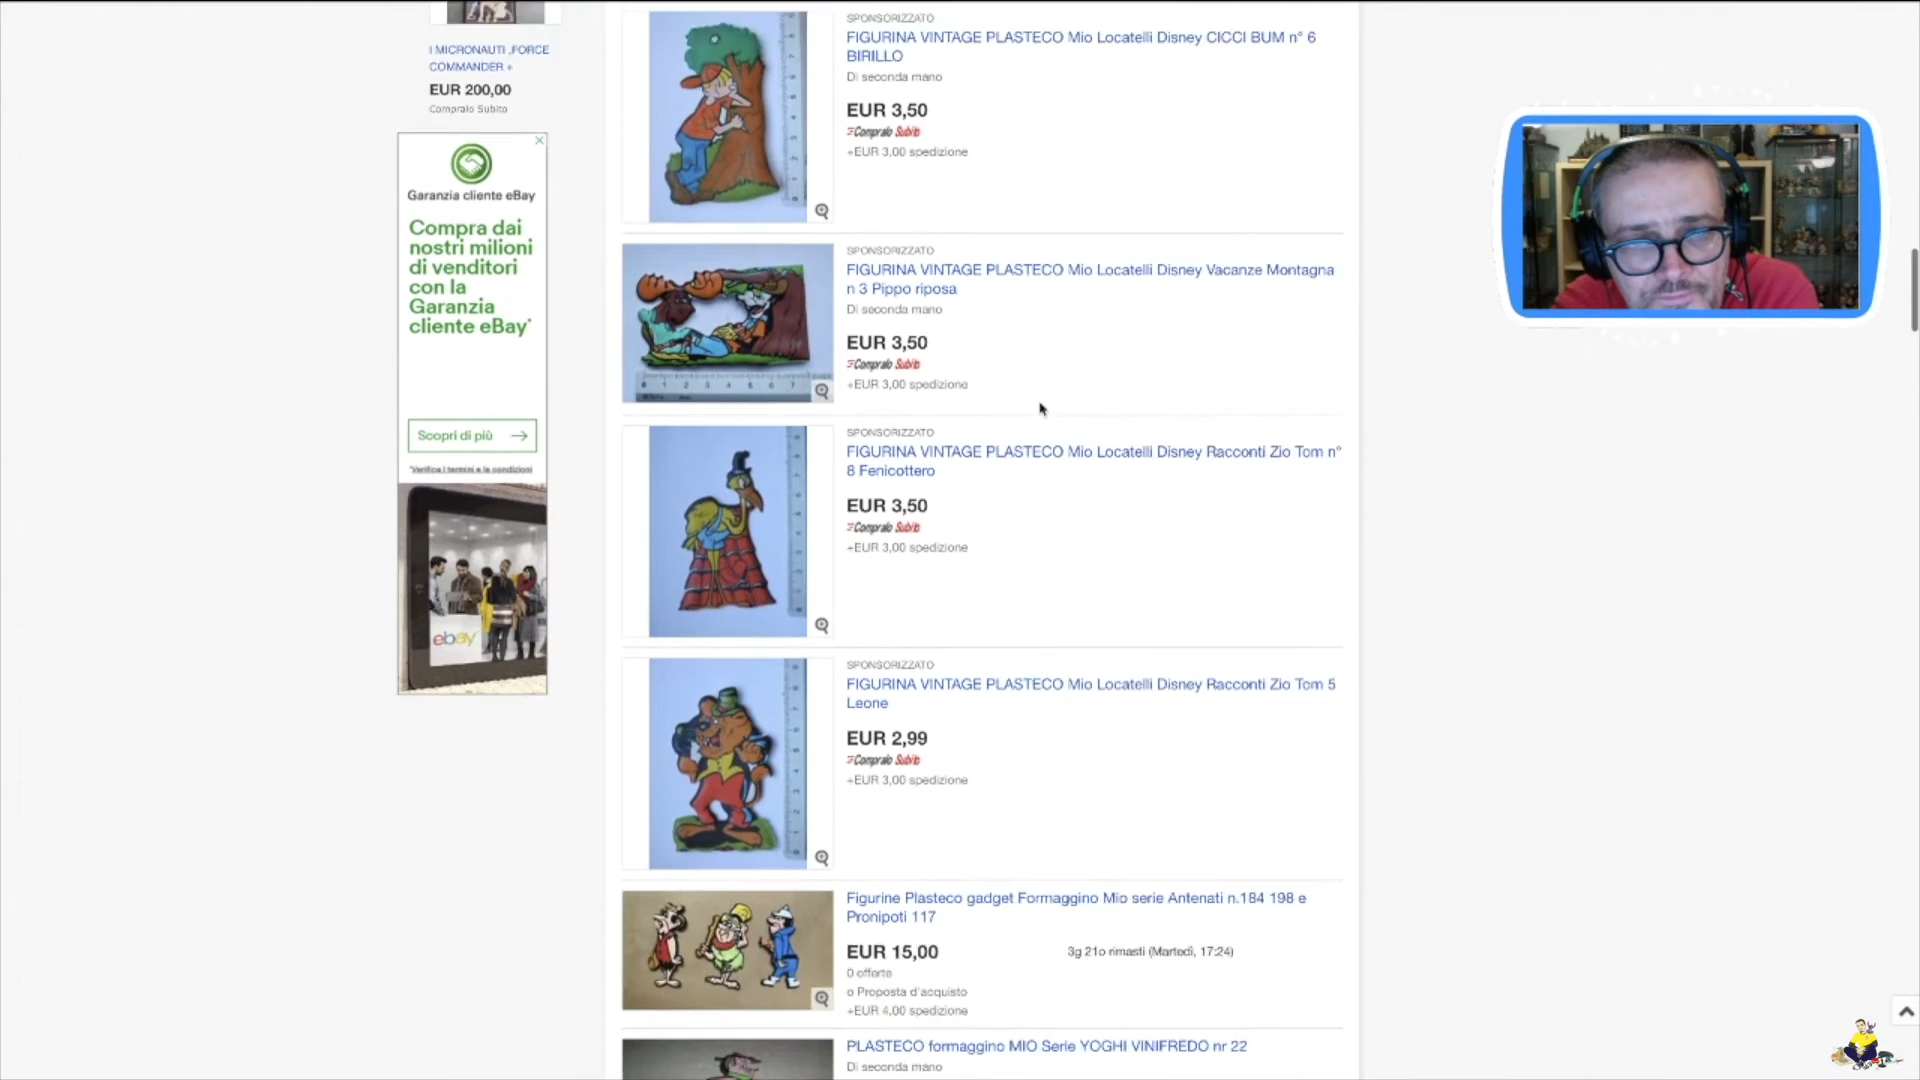 I MICRONAUTI ,FORCE
COMMANDER +
EUR 200,00
Compralo Subito
Garanzia cliente eBay
Compra dai
nostri milioni
di venditori
con la
Garanzia
cliente eBay*
Scopri di più
*Verifica i termini e le condizioni
ebay
SPONSORIZZATO
FIGURINA VINTAGE PLASTECO Mio Locatelli Disney CICCI BUM n° 6
BIRILLO
Di seconda mano
EUR 3,50
Compralo Subito
+EUR 3,00 spedizione
SPONSORIZZATO
FIGURINA VINTAGE PLASTECO Mio Locatelli Disney Vacanze Montagna
n 3 Pippo riposa
Di seconda mano
EUR 3,50
Compralo Subito
+EUR 3,00 spedizione
0 1 2 3 4 5 6 7
SPONSORIZZATO
FIGURINA VINTAGE PLASTECO Mio Locatelli Disney Racconti Zio Tom n°
8 Fenicottero
EUR 3,50
Compralo Subito
+EUR 3,00 spedizione
SPONSORIZZATO
FIGURINA VINTAGE PLASTECO Mio Locatelli Disney Racconti Zio Tom 5
Leone
EUR 2,99
Compralo Subito
+EUR 3,00 spedizione
Figurine Plasteco gadget Formaggino Mio serie Antenati n.184 198 e
Pronipoti 117
EUR 15,00
3g 21o rimasti (Martedì, 17:24)
0 offerte
o Proposta d'acquisto
+EUR 4,00 spedizione
PLASTECO formaggino MIO Serie YOGHI VINIFREDO nr 22
Di seconda mano